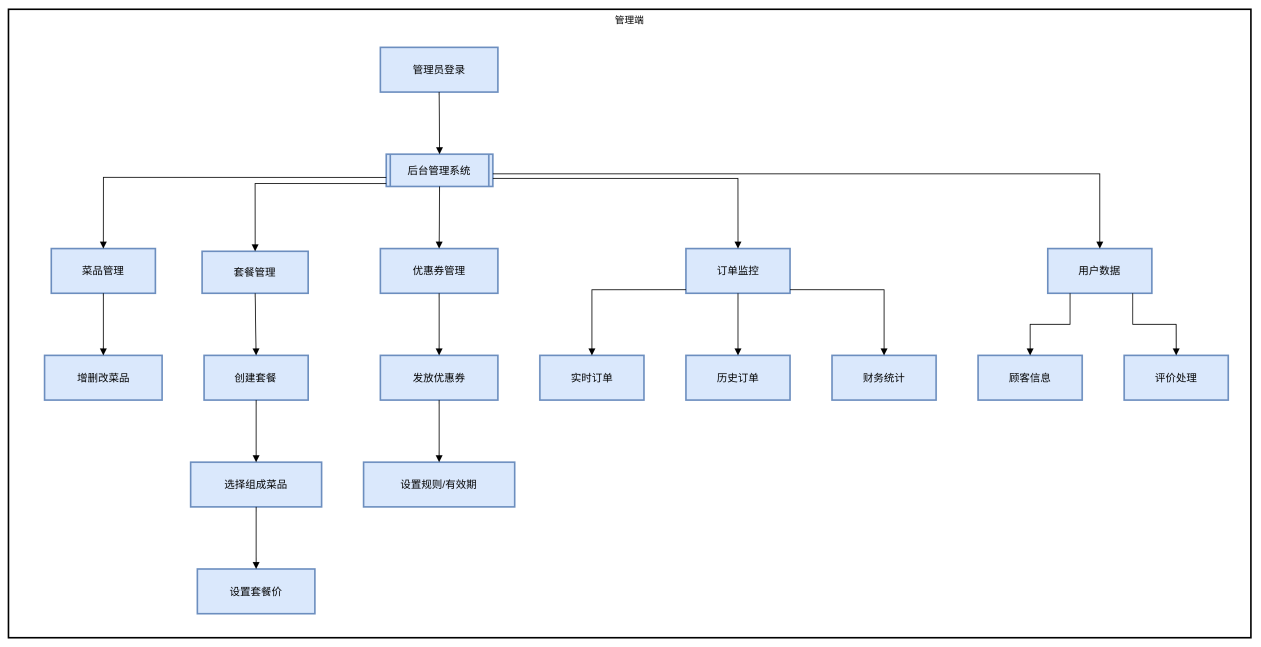 管理端
管理员登录
后台管理系统
菜品管理
套餐管理
优惠券管理
订单监控
用户数据
增删改菜品
创建套餐
发放优惠券
实时订单
历史订单
财务统计
顾客信息
评价处理
选择组成菜品
设置规则/有效期
设置套餐价